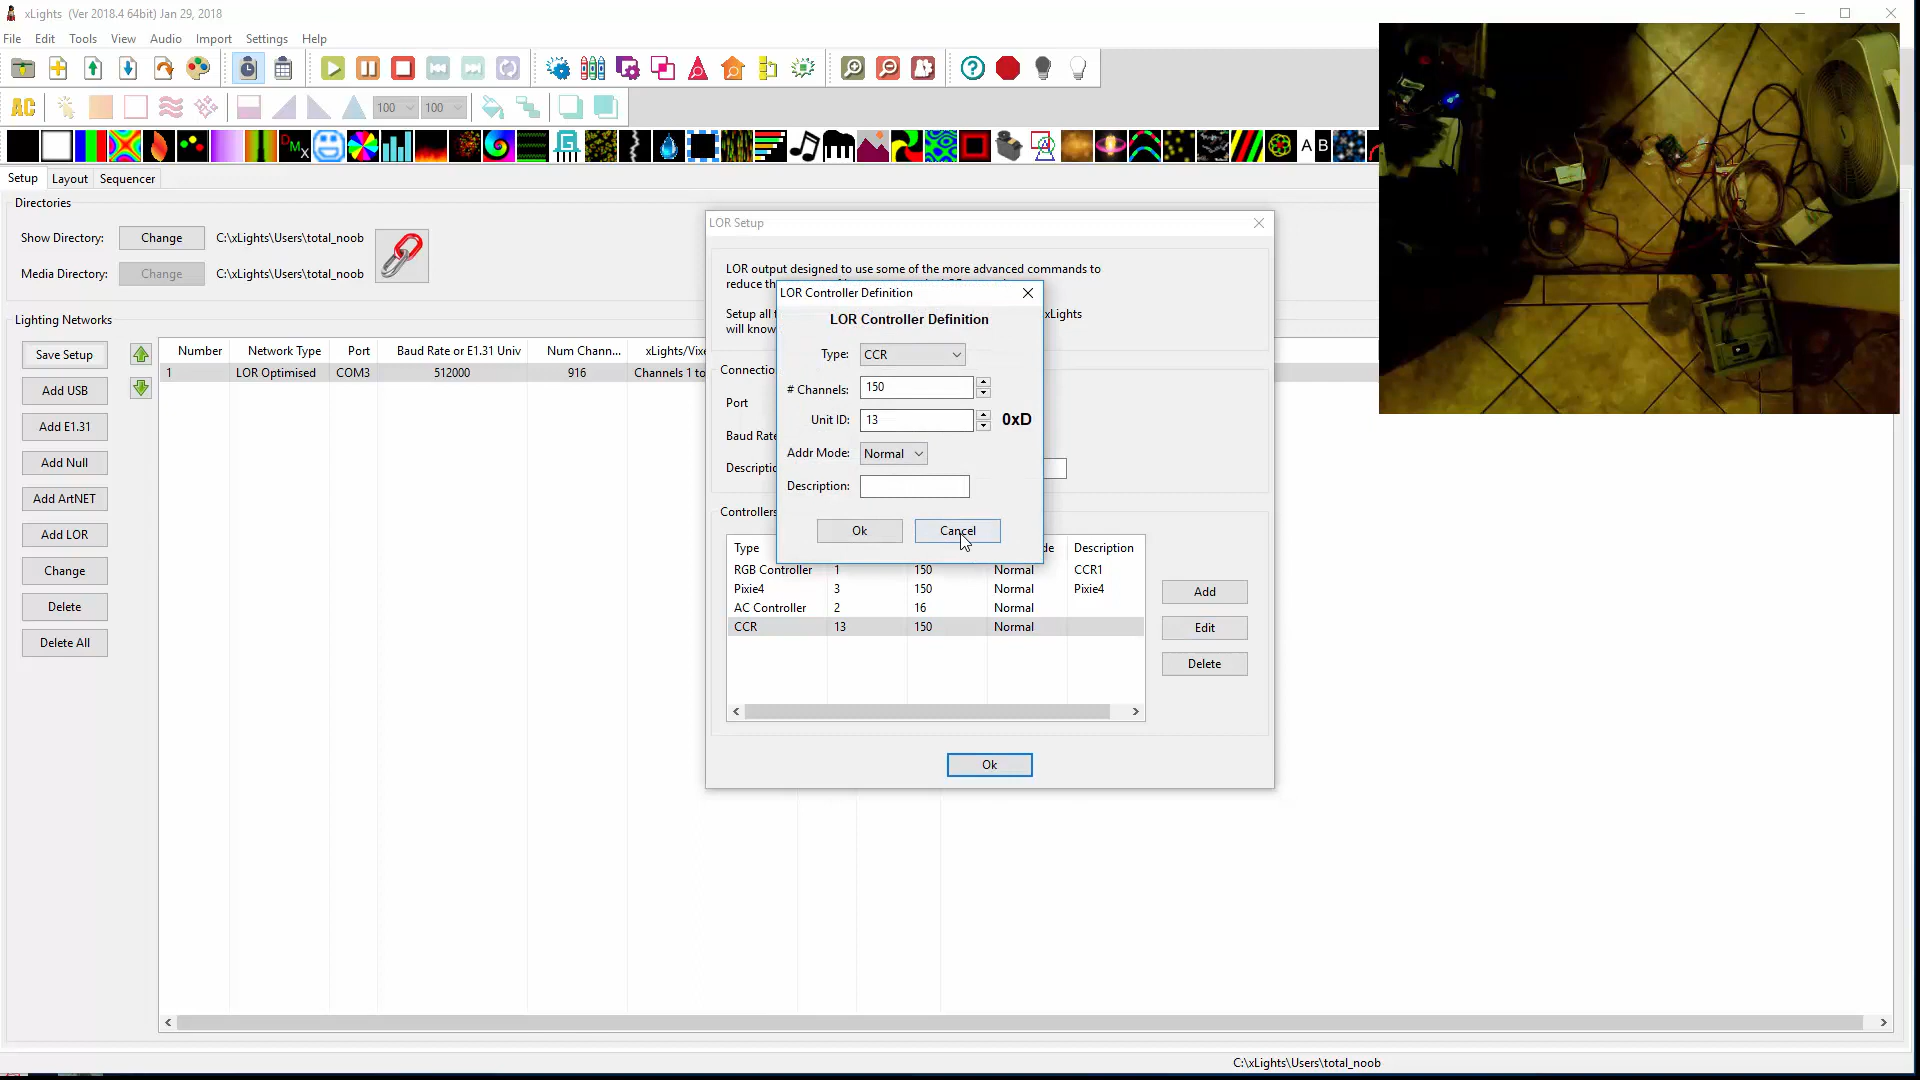 xLights (Ver 2018.4 64bit) Jan 29, 2018
File Edit Tools View Audio Import Settings Help
AC 100 100
DMX A B
Setup Layout Sequencer
Directories
Show Directory: Change C:\xLights\Users\total_noob
Media Directory: Change C:\xLights\Users\total_noob
Lighting Networks
Save Setup
Add USB
Add E1.31
Add Null
Add ArtNET
Add LOR
Change
Delete
Delete All
Number Network Type Port Baud Rate or E1.31 Univ Num Chann... xLights/Vixe
1 LOR Optimised COM3 512000 916 Channels 1 to
LOR Setup
LOR output designed to use some of the more advanced commands to
reduce th
Setup all xLights
will know
Connectio
Port
Baud Rate
Descriptio
Controllers
LOR Controller Definition
LOR Controller Definition
Type: CCR
# Channels: 150
Unit ID: 13 0xD
Addr Mode: Normal
Description:
Ok Cancel
Type de Description
RGB Controller 1 150 Normal CCR1
Pixie4 3 150 Normal Pixie4
AC Controller 2 16 Normal
CCR 13 150 Normal
Add
Edit
Delete
Ok
C:\xLights\Users\total_noob